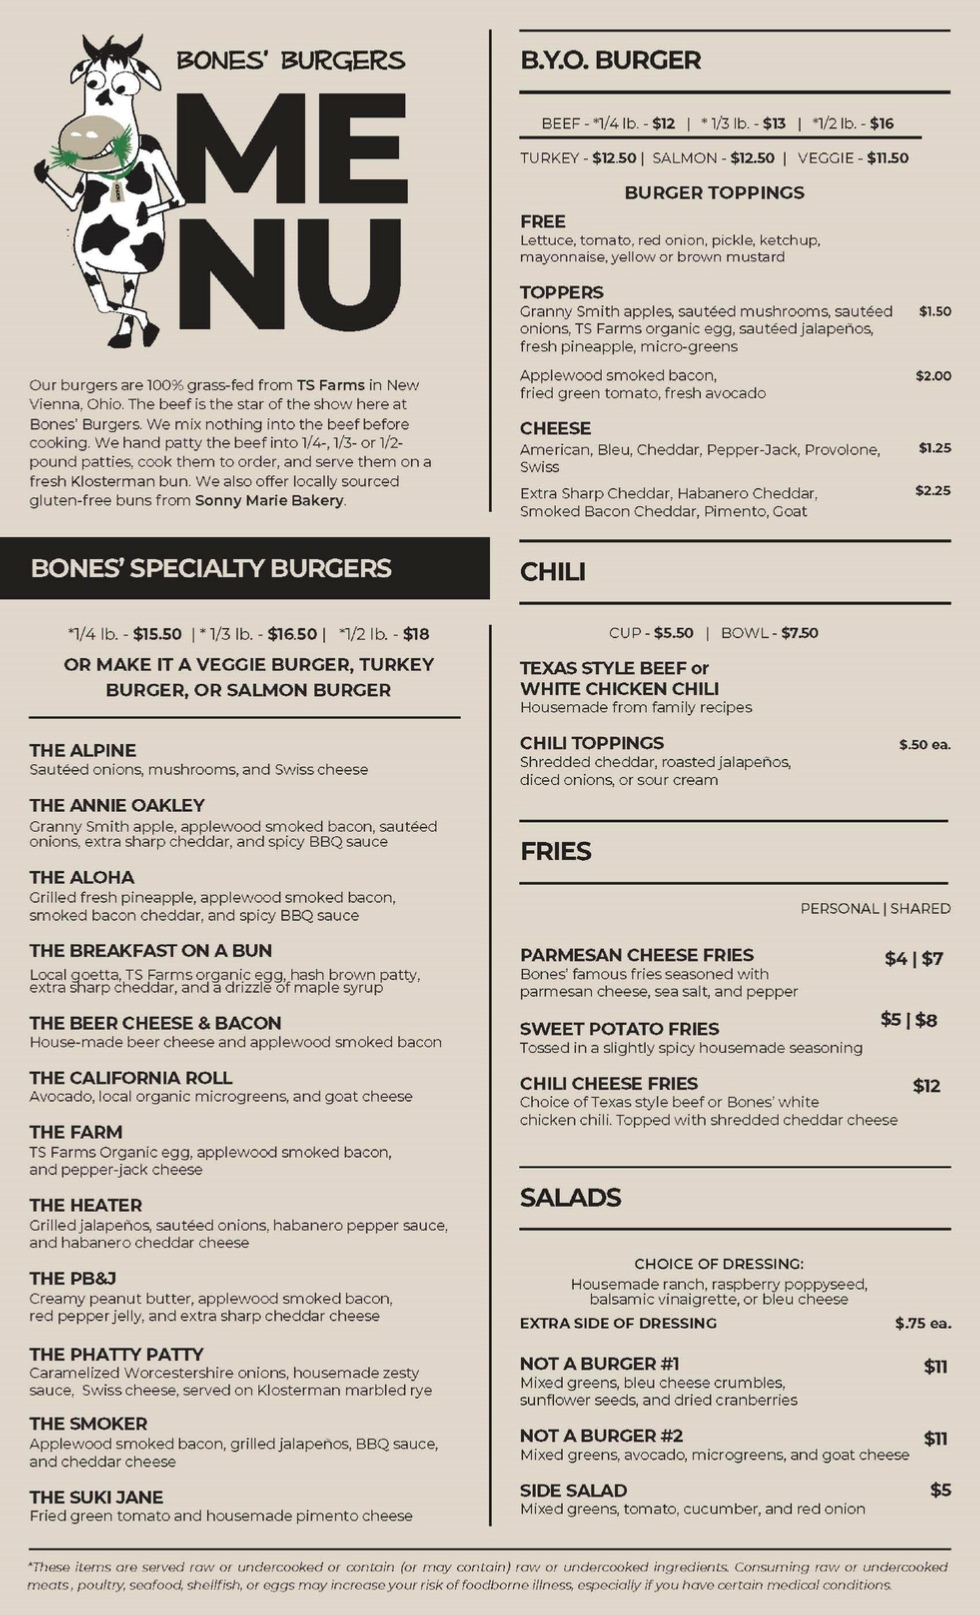 BONES' BURGERS
ME
NU
Our burgers are 100% grass-fed from TS Farms in New
Vienna, Ohio. The beef is the star of the show here at
Bones' Burgers. We mix nothing into the beef before
cooking. We hand patty the beef into 1/4-, 1/3- or 1/2-
pound patties, cook them to order, and serve them on a
fresh Klosterman bun. We also offer locally sourced
gluten-free buns from Sonny Marie Bakery.
BONES' SPECIALTY BURGERS
*1/4 lb. - $15.50 | * 1/3 lb. - $16.50 | *1/2 lb. - $18
OR MAKE IT A VEGGIE BURGER, TURKEY
BURGER, OR SALMON BURGER
THE ALPINE
Sautéed onions, mushrooms, and Swiss cheese
THE ANNIE OAKLEY
Granny Smith apple, applewood smoked bacon, sautéed
onions, extra sharp cheddar, and spicy BBQ sauce
THE ALOHA
Grilled fresh pineapple, applewood smoked bacon,
smoked bacon cheddar, and spicy BBQ sauce
THE BREAKFAST ON A BUN
Local goetta, TS Farms organic egg, hash brown patty,
extra sharp cheddar, and a drizzle of maple syrup
THE BEER CHEESE & BACON
House-made beer cheese and applewood smoked bacon
THE CALIFORNIA ROLL
Avocado, local organic microgreens, and goat cheese
THE FARM
TS Farms Organic egg, applewood smoked bacon,
and pepper-jack cheese
THE HEATER
Grilled jalapeños, sautéed onions, habanero pepper sauce,
and habanero cheddar cheese
THE PB&J
Creamy peanut butter, applewood smoked bacon,
red pepper jelly, and extra sharp cheddar cheese
THE PHATTY PATTY
Caramelized Worcestershire onions, housemade zesty
sauce, Swiss cheese, served on Klosterman marbled rye
THE SMOKER
Applewood smoked bacon, grilled jalapeños, BBQ sauce,
and cheddar cheese
THE SUKI JANE
Fried green tomato and housemade pimento cheese
B.Y.O. BURGER
BEEF - *1/4 lb. - $12 | * 1/3 lb. - $13 | *1/2 lb. - $16
TURKEY - $12.50 | SALMON - $12.50 | VEGGIE - $11.50
BURGER TOPPINGS
FREE
Lettuce, tomato, red onion, pickle, ketchup,
mayonnaise, yellow or brown mustard
TOPPERS
Granny Smith apples, sautéed mushrooms, sautéed $1.50
onions, TS Farms organic egg, sautéed jalapeños,
fresh pineapple, micro-greens
Applewood smoked bacon, $2.00
fried green tomato, fresh avocado
CHEESE
American, Bleu, Cheddar, Pepper-Jack, Provolone, $1.25
Swiss
Extra Sharp Cheddar, Habanero Cheddar, $2.25
Smoked Bacon Cheddar, Pimento, Goat
CHILI
CUP - $5.50 | BOWL - $7.50
TEXAS STYLE BEEF or
WHITE CHICKEN CHILI
Housemade from family recipes
CHILI TOPPINGS $.50 ea.
Shredded cheddar, roasted jalapeños,
diced onions, or sour cream
FRIES
PERSONAL | SHARED
PARMESAN CHEESE FRIES $4 | $7
Bones' famous fries seasoned with
parmesan cheese, sea salt, and pepper
SWEET POTATO FRIES $5 | $8
Tossed in a slightly spicy housemade seasoning
CHILI CHEESE FRIES $12
Choice of Texas style beef or Bones' white
chicken chili. Topped with shredded cheddar cheese
SALADS
CHOICE OF DRESSING:
Housemade ranch, raspberry poppyseed,
balsamic vinaigrette, or bleu cheese
EXTRA SIDE OF DRESSING $.75 ea.
NOT A BURGER #1 $11
Mixed greens, bleu cheese crumbles,
sunflower seeds, and dried cranberries
NOT A BURGER #2 $11
Mixed greens, avocado, microgreens, and goat cheese
SIDE SALAD $5
Mixed greens, tomato, cucumber, and red onion
*These items are served raw or undercooked or contain (or may contain) raw or undercooked ingredients. Consuming raw or undercooked
meats, poultry, seafood, shellfish, or eggs may increase your risk of foodborne illness, especially if you have certain medical conditions.